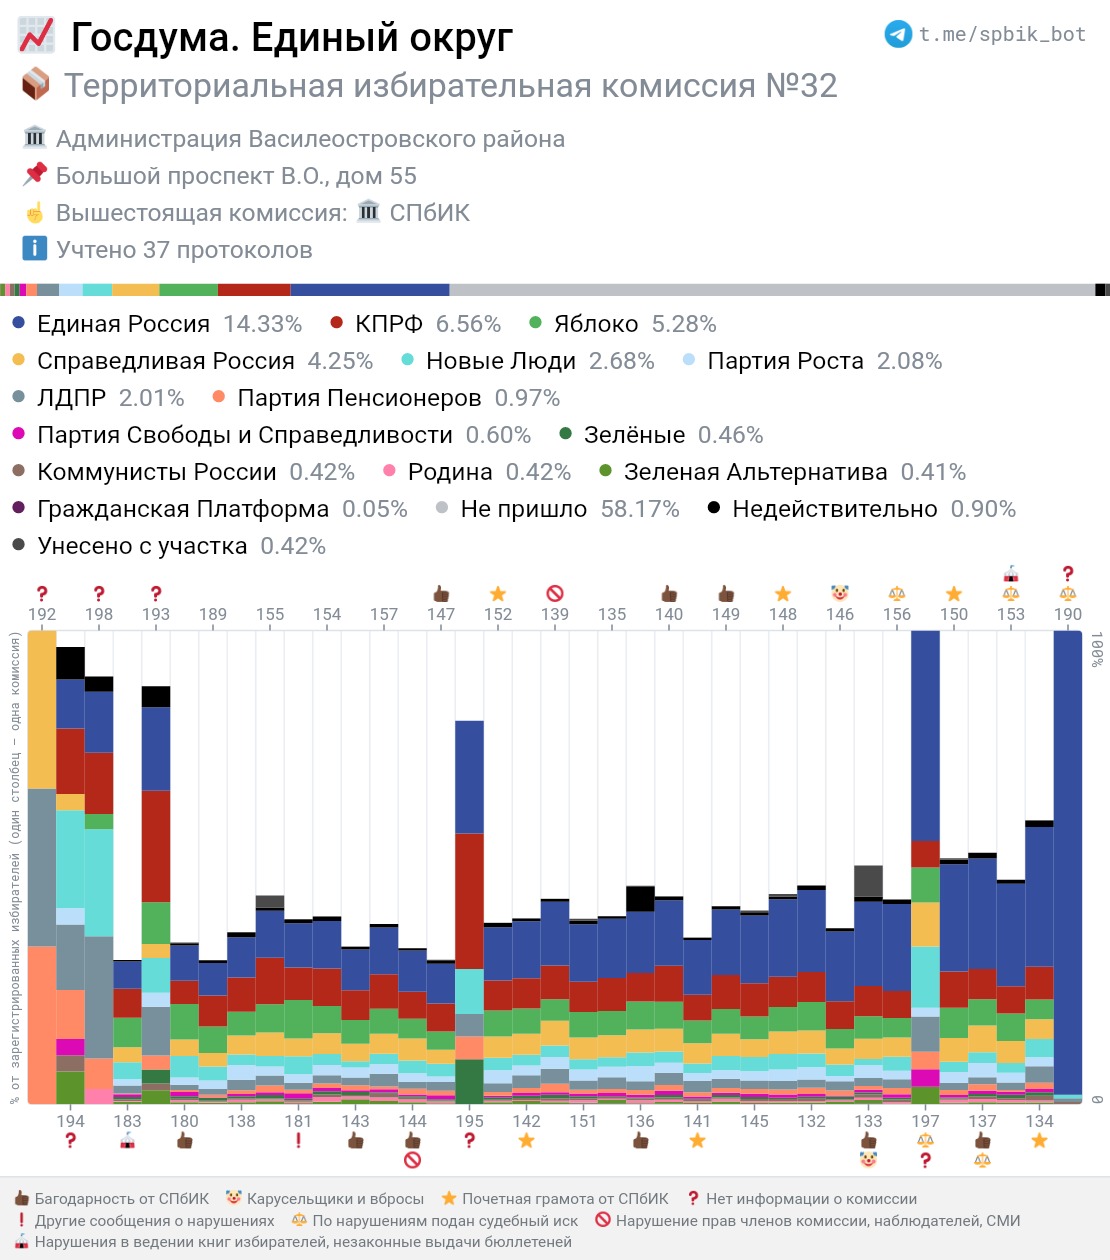 Госдума. Единый округ
t.me/spbik_bot
Территориальная избирательная комиссия №32
Администрация Василеостровского района
Большой проспект В.О., дом 55
Вышестоящая комиссия: СПбИК
Учтено 37 протоколов
Единая Россия 14.33% КПРФ 6.56% Яблоко 5.28%
Справедливая Россия 4.25% Новые Люди 2.68% Партия Роста 2.08%
ЛДПР 2.01% Партия Пенсионеров 0.97%
Партия Свободы и Справедливости 0.60% Зелёные 0.46%
Коммунисты России 0.42% Родина 0.42% Зеленая Альтернатива 0.41%
Гражданская Платформа 0.05% Не пришло 58.17% Недействительно 0.90%
Унесено с участка 0.42%
192 198 193 189 155 154 157 147 152 139 135 140 149 148 146 156 150 153 190
% от зарегистрированных избирателей (один столбец – одна комиссия)
100%
0
194 183 180 138 181 143 144 195 142 151 136 141 145 132 133 197 137 134
Багодарность от СПбИК Карусельщики и вбросы Почетная грамота от СПбИК Нет информации о комиссии
Другие сообщения о нарушениях По нарушениям подан судебный иск Нарушение прав членов комиссии, наблюдателей, СМИ
Нарушения в ведении книг избирателей, незаконные выдачи бюллетеней